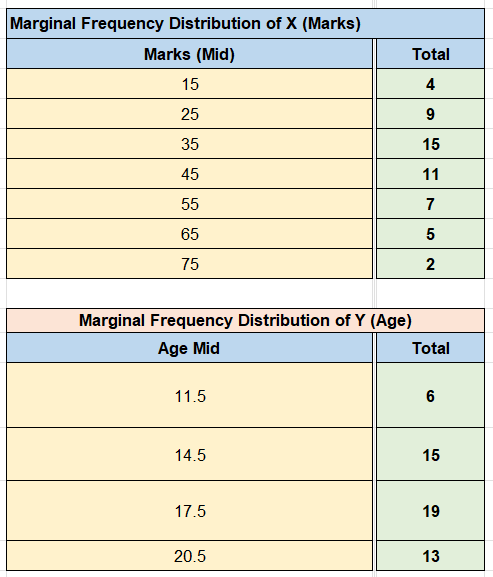 Marginal Frequency Distribution of X (Marks)
Marks (Mid) Total
15 4
25 9
35 15
45 11
55 7
65 5
75 2
Marginal Frequency Distribution of Y (Age)
Age Mid Total
11.5 6
14.5 15
17.5 19
20.5 13